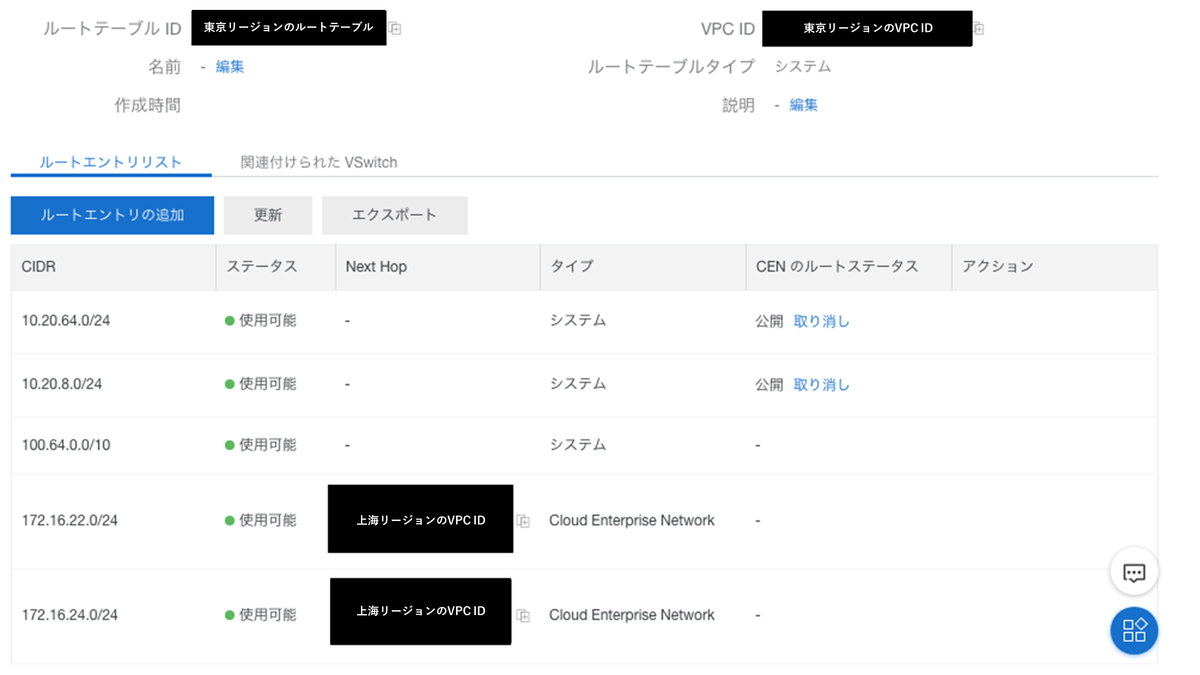 ルートテーブル ID 東京リージョンのルートテーブル VPC ID 東京リージョンのVPC ID
名前 - 編集 ルートテーブルタイプ システム
作成時間 説明 - 編集
ルートエントリリスト 関連付けられた VSwitch
ルートエントリの追加 更新 エクスポート
CIDR ステータス Next Hop タイプ CEN のルートステータス アクション
10.20.64.0/24 使用可能 - システム 公開 取り消し
10.20.8.0/24 使用可能 - システム 公開 取り消し
100.64.0.0/10 使用可能 - システム -
172.16.22.0/24 使用可能 上海リージョンのVPC ID Cloud Enterprise Network -
172.16.24.0/24 使用可能 上海リージョンのVPC ID Cloud Enterprise Network -